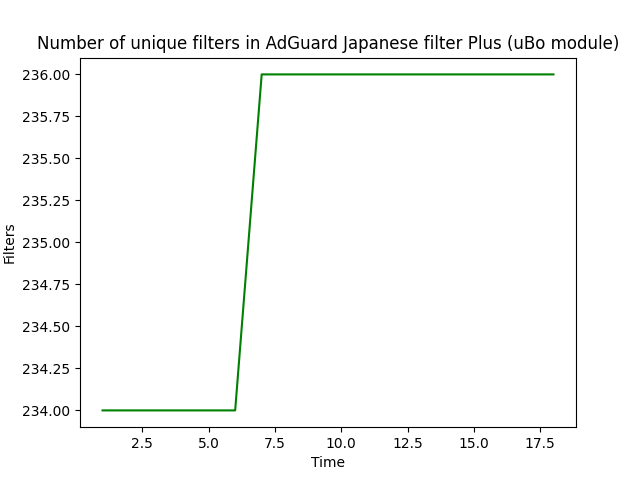 Number of unique filters in AdGuard Japanese filter Plus (uBo module)
236.00
235.75
235.50
235.25
235.00
234.75
234.50
234.25
234.00
Filters
2.5 5.0 7.5 10.0 12.5 15.0 17.5
Time